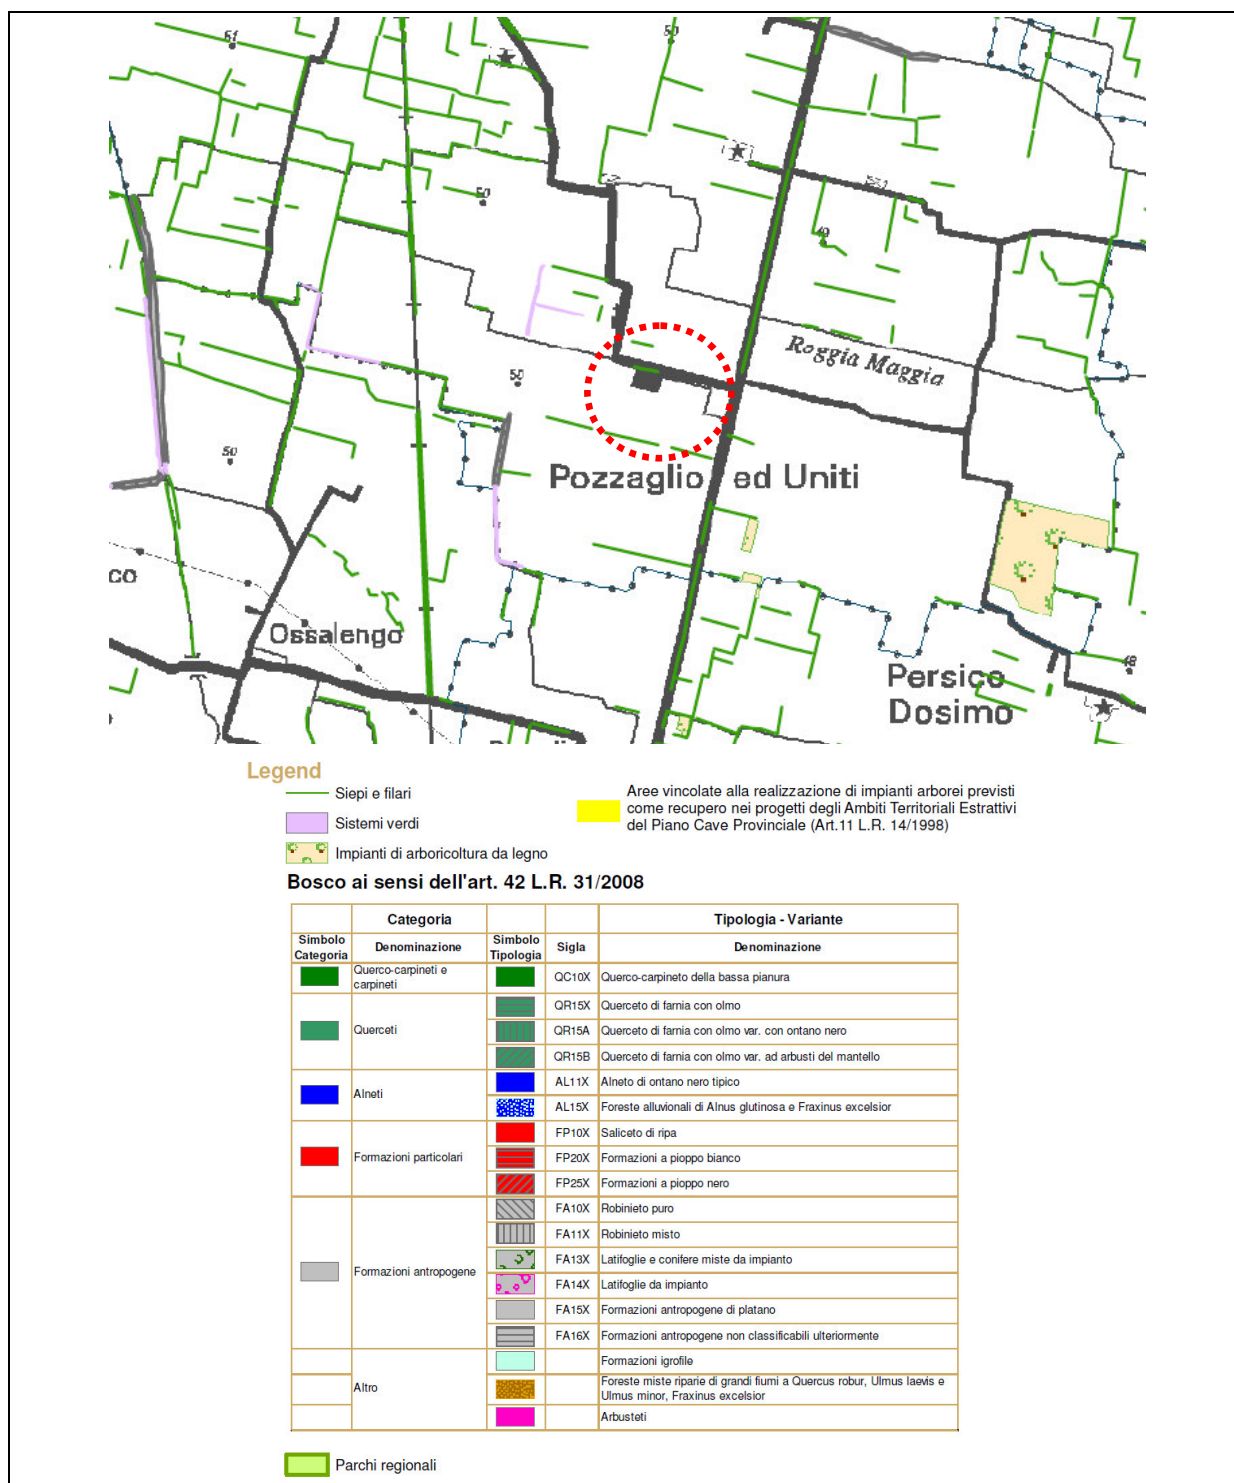 51
50
50
50
49
Roggia Maggia
50
50
Pozzaglio ed Uniti
co
Ossalengo
Persico
Dosimo
48
Legend
Siepi e filari
Sistemi verdi
Impianti di arboricoltura da legno
Aree vincolate alla realizzazione di impianti arborei previsti
come recupero nei progetti degli Ambiti Territoriali Estrattivi
del Piano Cave Provinciale (Art.11 L.R. 14/1998)
Bosco ai sensi dell'art. 42 L.R. 31/2008
Categoria Tipologia - Variante
Simbolo Categoria Denominazione Simbolo Tipologia Sigla Denominazione
Querco-carpineti e carpineti QC10X Querco-carpineto della bassa pianura
QR15X Querceto di farnia con olmo
Querceti QR15A Querceto di farnia con olmo var. con ontano nero
QR15B Querceto di farnia con olmo var. ad arbusti del mantello
Alneti AL11X Alneto di ontano nero tipico
AL15X Foreste alluvionali di Alnus glutinosa e Fraxinus excelsior
FP10X Saliceto di ripa
Formazioni particolari FP20X Formazioni a pioppo bianco
FP25X Formazioni a pioppo nero
FA10X Robinieto puro
FA11X Robinieto misto
FA13X Latifoglie e conifere miste da impianto
Formazioni antropogene FA14X Latifoglie da impianto
FA15X Formazioni antropogene di platano
FA16X Formazioni antropogene non classificabili ulteriormente
Formazioni igrofile
Altro Foreste miste riparie di grandi fiumi a Quercus robur, Ulmus laevis e
Ulmus minor, Fraxinus excelsior
Arbusteti
Parchi regionali